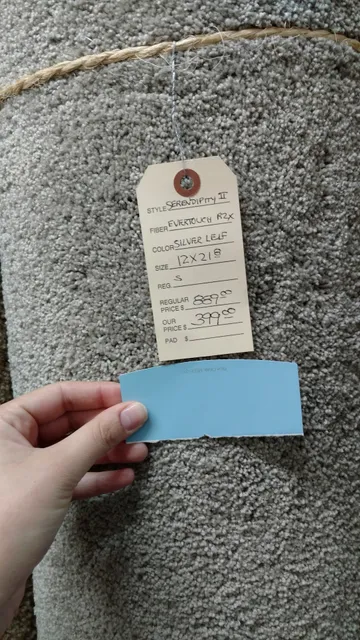 STYLE SERENDIPITY II
FIBER EVERTOUCH R2X
COLOR SILVER LEAF
SIZE 12X21 8
REG. S
REGULAR
PRICE $ 889.00
OUR
PRICE $ 399.00
PAD $